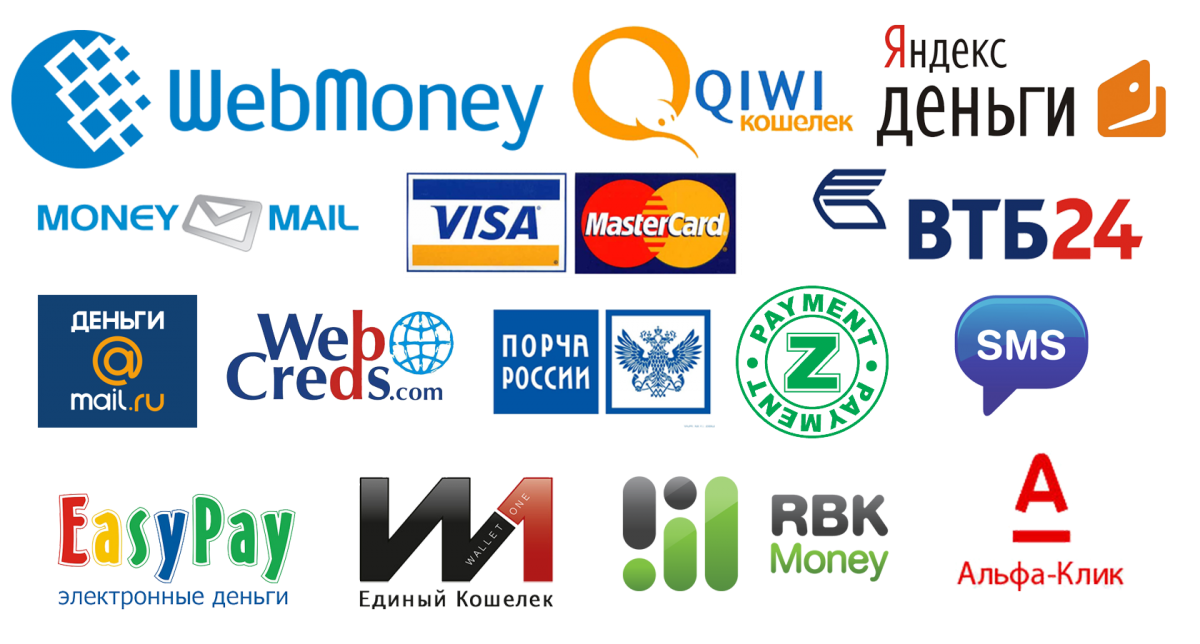 WebMoney
QIWI
кошелек
Яндекс
деньги
MONEY MAIL
VISA
MasterCard
ВТБ24
ДЕНЬГИ
@
mail.ru
Web
Creds.com
ПОРЧА
РОССИИ
PAYMENT
Z
PAYMENT
SMS
EasyPay
электронные деньги
WALLET ONE
Единый Кошелек
RBK
Money
А
Альфа-Клик